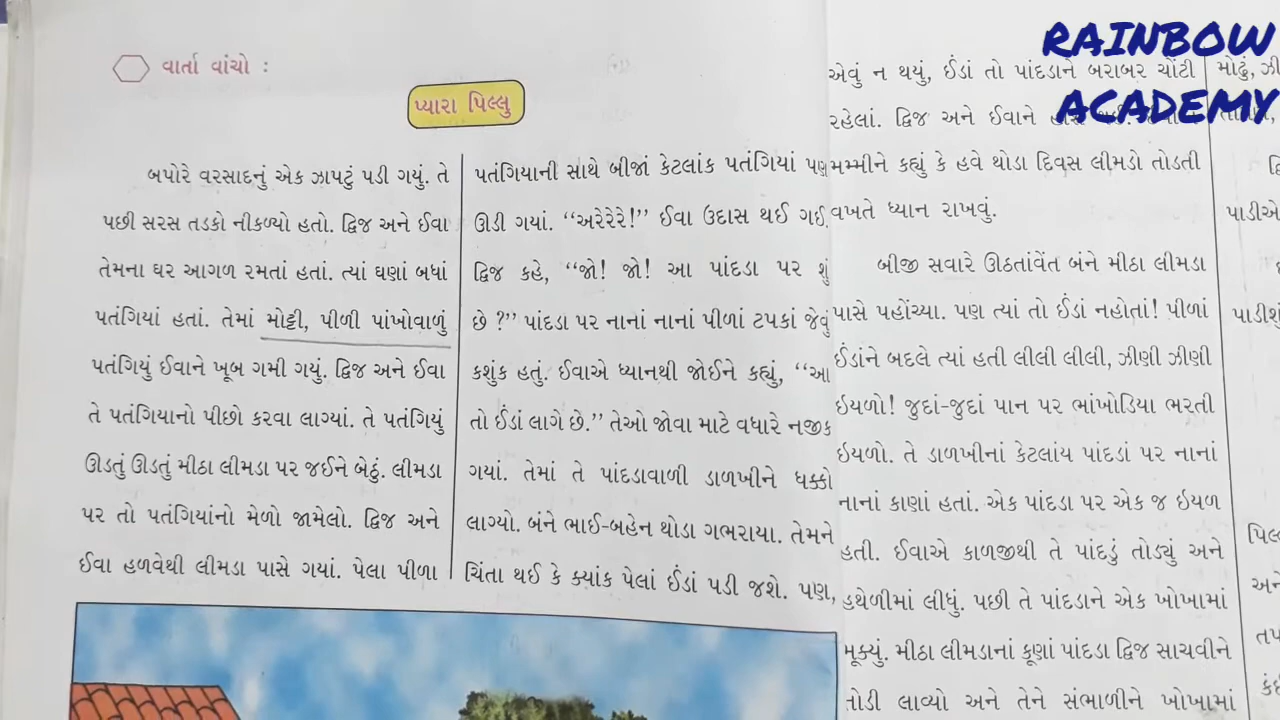 RAINBOW
ACADEMY
વાર્તા વાંચો :
પ્યારા પિલ્લુ
બપોરે વરસાદનું એક ઝાપટું પડી ગયું. તે
પછી સરસ તડકો નીકળ્યો હતો. દ્વિજ અને ઈવા
તેમના ઘર આગળ રમતાં હતાં. ત્યાં ઘણાં બધાં
પતંગિયાં હતાં. તેમાં મોટ્ટી, પીળી પાંખોવાળું
પતંગિયું ઈવાને ખૂબ ગમી ગયું. દ્વિજ અને ઈવા
તે પતંગિયાનો પીછો કરવા લાગ્યાં. તે પતંગિયું
ઊડતું ઊડતું મીઠા લીમડા પર જઈને બેઠું. લીમડા
પર તો પતંગિયાંનો મેળો જામેલો. દ્વિજ અને
ઈવા હળવેથી લીમડા પાસે ગયાં. પેલા પીળા
પતંગિયાની સાથે બીજાં કેટલાંક પતંગિયાં પણ
ઊડી ગયાં. “અરેરેરે!” ઈવા ઉદાસ થઈ ગઈ.
દ્વિજ કહે, “જો! જો! આ પાંદડા પર શું
છે ?” પાંદડા પર નાનાં નાનાં પીળાં ટપકાં જેવું
કશુંક હતું. ઈવાએ ધ્યાનથી જોઈને કહ્યું, “આ
તો ઈંડાં લાગે છે.” તેઓ જોવા માટે વધારે નજીક
ગયાં. તેમાં તે પાંદડાવાળી ડાળખીને ધક્કો
લાગ્યો. બંને ભાઈ-બહેન થોડા ગભરાયા. તેમને
ચિંતા થઈ કે ક્યાંક પેલાં ઈંડાં પડી જશે. પણ,
એવું ન થયું, ઈંડાં તો પાંદડાને બરાબર ચોંટી
રહેલાં. દ્વિજ અને ઈવાને
મમ્મીને કહ્યું કે હવે થોડા દિવસ લીમડો તોડતી
વખતે ધ્યાન રાખવું.
બીજી સવારે ઊઠતાંવેંત બંને મીઠા લીમડા
પાસે પહોંચ્યા. પણ ત્યાં તો ઈંડાં નહોતાં! પીળાં
ઈંડાંને બદલે ત્યાં હતી લીલી લીલી, ઝીણી ઝીણી
ઇયળો! જુદાં-જુદાં પાન પર ભાંખોડિયા ભરતી
ઇયળો. તે ડાળખીનાં કેટલાંય પાંદડાં પર નાનાં
નાનાં કાણાં હતાં. એક પાંદડા પર એક જ ઇયળ
હતી. ઈવાએ કાળજીથી તે પાંદડું તોડ્યું અને
હથેળીમાં લીધું. પછી તે પાંદડાને એક ખોખામાં
મૂક્યું. મીઠા લીમડાનાં કૂણાં પાંદડા દ્વિજ સાચવીને
તોડી લાવ્યો અને તેને સંભાળીને ખોખામાં
મોટું,